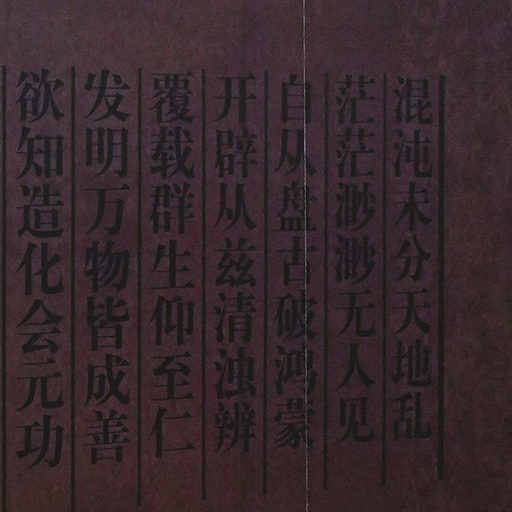 混沌未分天地乱
茫茫渺渺无人见
自从盘古破鸿蒙
开辟从兹清浊辨
覆载群生仰至仁
发明万物皆成善
欲知造化会元功